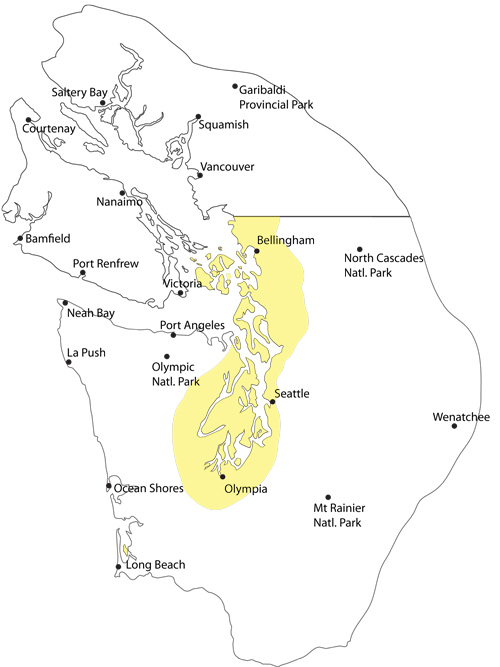 Saltery Bay
Garibaldi
Provincial Park
Courtenay
Squamish
Vancouver
Nanaimo
Bamfield
Bellingham
North Cascades
Natl. Park
Port Renfrew
Victoria
Neah Bay
Port Angeles
La Push
Olympic
Natl. Park
Seattle
Wenatchee
Ocean Shores
Olympia
Mt Rainier
Natl. Park
Long Beach